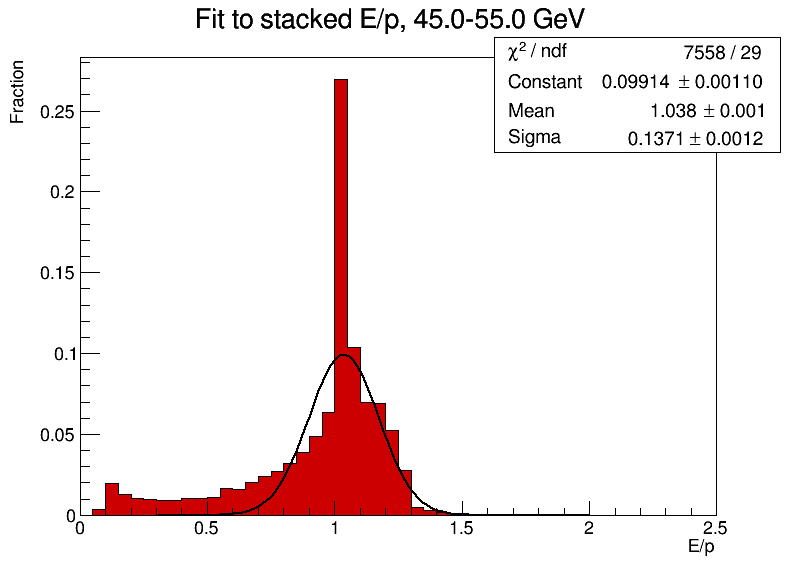 Fit to stacked E/p, 45.0-55.0 GeV
χ² / ndf 7558 / 29
Constant 0.09914 ± 0.00110
Mean 1.038 ± 0.001
Sigma 0.1371 ± 0.0012
Fraction
0.25
0.2
0.15
0.1
0.05
0
0 0.5 1 1.5 2 2.5
E/p